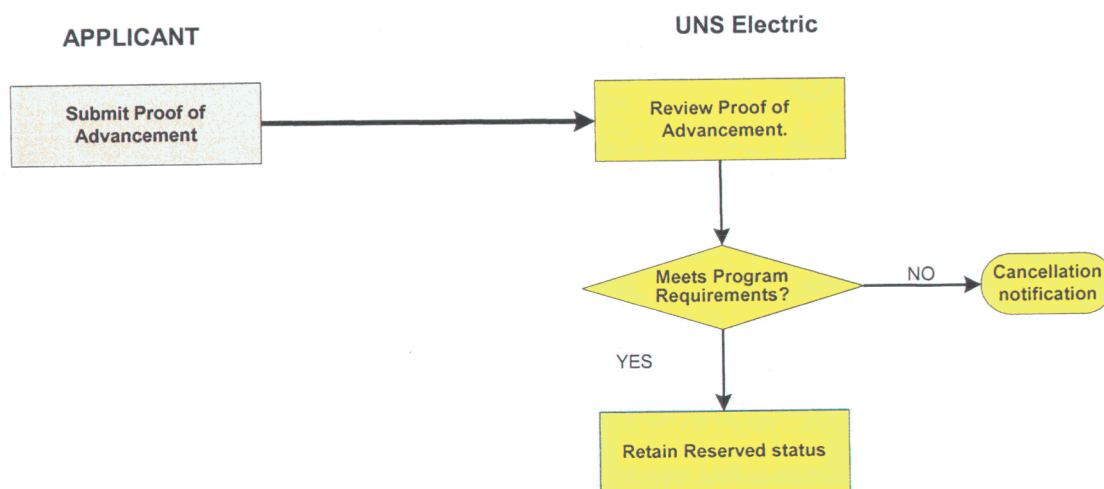 APPLICANT
UNS Electric
Submit Proof of
Advancement
Review Proof of
Advancement.
Meets Program
Requirements?
NO
Cancellation
notification
YES
Retain Reserved status